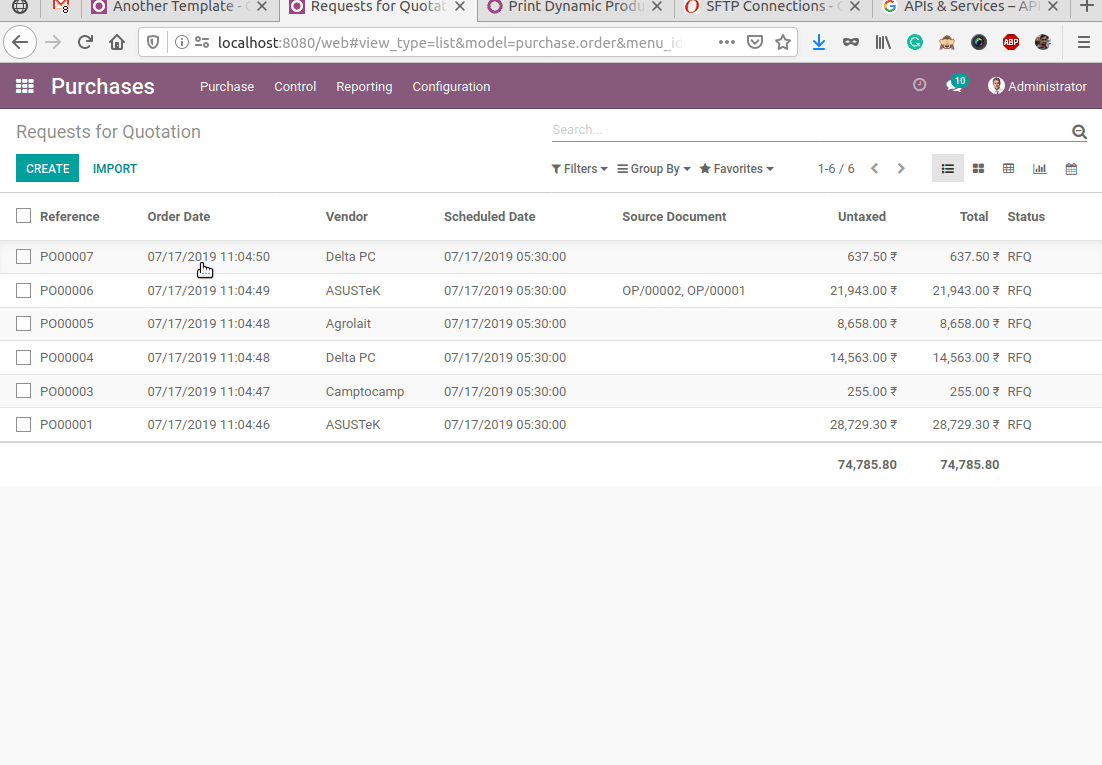 8 Another Template - Requests for Quotat Print Dynamic Produ SFTP Connections - APIs & Services – API
localhost:8080/web#view_type=list&model=purchase.order&menu_id ABP
Purchases Purchase Control Reporting Configuration 10 Administrator
Requests for Quotation Search...
CREATE IMPORT Filters Group By Favorites 1-6 / 6
Reference Order Date Vendor Scheduled Date Source Document Untaxed Total Status
PO00007 07/17/2019 11:04:50 Delta PC 07/17/2019 05:30:00 637.50 ₹ 637.50 ₹ RFQ
PO00006 07/17/2019 11:04:49 ASUSTeK 07/17/2019 05:30:00 OP/00002, OP/00001 21,943.00 ₹ 21,943.00 ₹ RFQ
PO00005 07/17/2019 11:04:48 Agrolait 07/17/2019 05:30:00 8,658.00 ₹ 8,658.00 ₹ RFQ
PO00004 07/17/2019 11:04:48 Delta PC 07/17/2019 05:30:00 14,563.00 ₹ 14,563.00 ₹ RFQ
PO00003 07/17/2019 11:04:47 Camptocamp 07/17/2019 05:30:00 255.00 ₹ 255.00 ₹ RFQ
PO00001 07/17/2019 11:04:46 ASUSTeK 07/17/2019 05:30:00 28,729.30 ₹ 28,729.30 ₹ RFQ
74,785.80 74,785.80